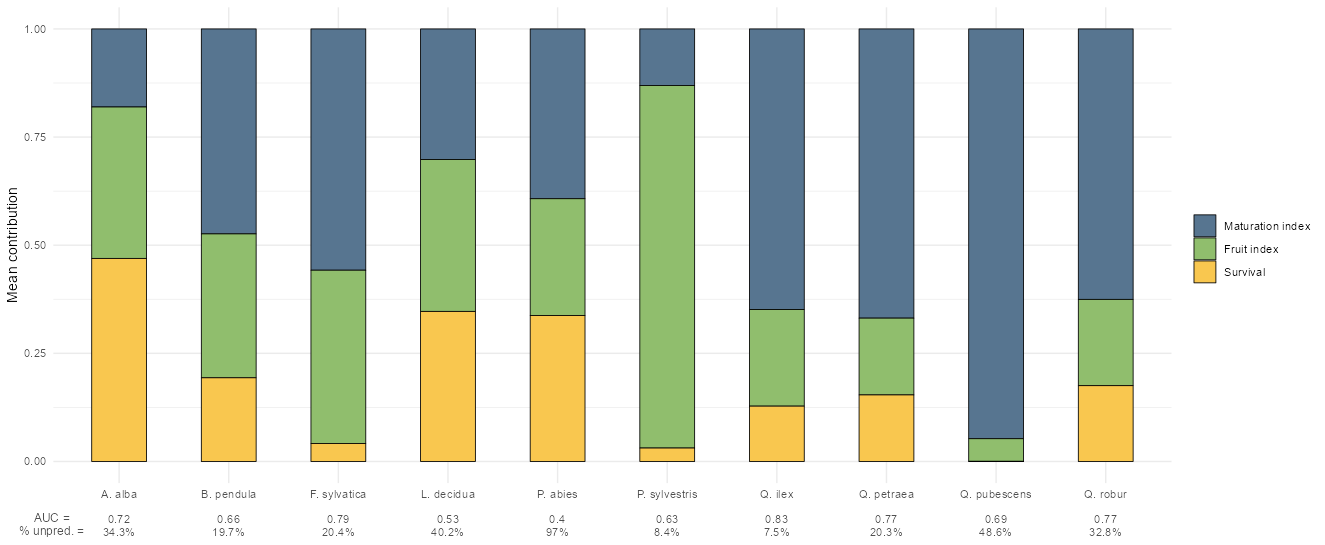 1.00
0.75
0.50
0.25
0.00
Mean contribution
Maturation index
Fruit index
Survival
A. alba B. pendula F. sylvatica L. decidua P. abies P. sylvestris Q. ilex Q. petraea Q. pubescens Q. robur
AUC = 0.72 0.66 0.79 0.53 0.4 0.63 0.83 0.77 0.69 0.77
% unpred. = 34.3% 19.7% 20.4% 40.2% 97% 8.4% 7.5% 20.3% 48.6% 32.8%